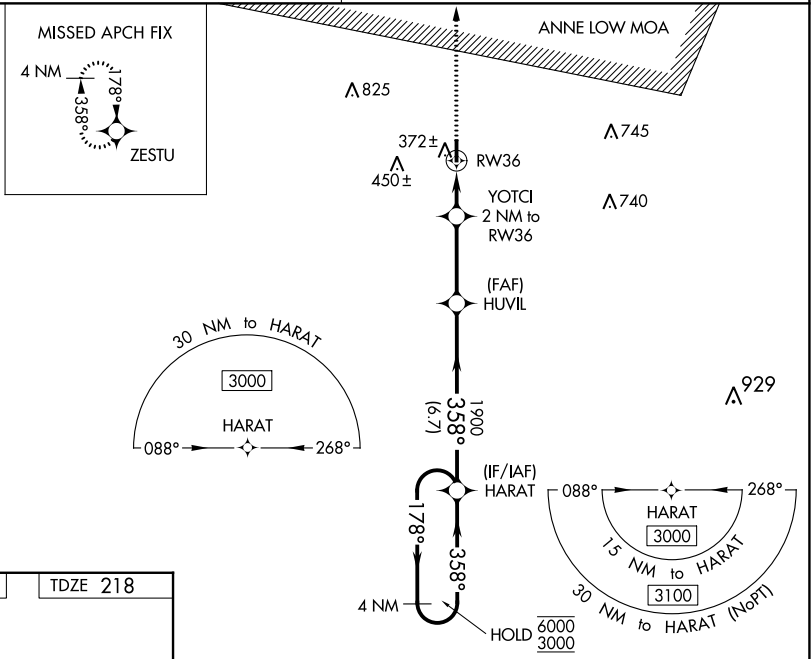 MISSED APCH FIX
4 NM
178°
358°
ZESTU
ANNE LOW MOA
825
745
372±
RW36
450±
740
YOTCI
2 NM to
RW36
(FAF)
HUVIL
30 NM to HARAT
3000
HARAT
088°
268°
1900
358°
(6.7)
929
(IF/IAF)
HARAT
178°
358°
4 NM
HOLD 6000
3000
088°
268°
HARAT
3000
15 NM to HARAT
3100
30 NM to HARAT (NoPT)
TDZE 218